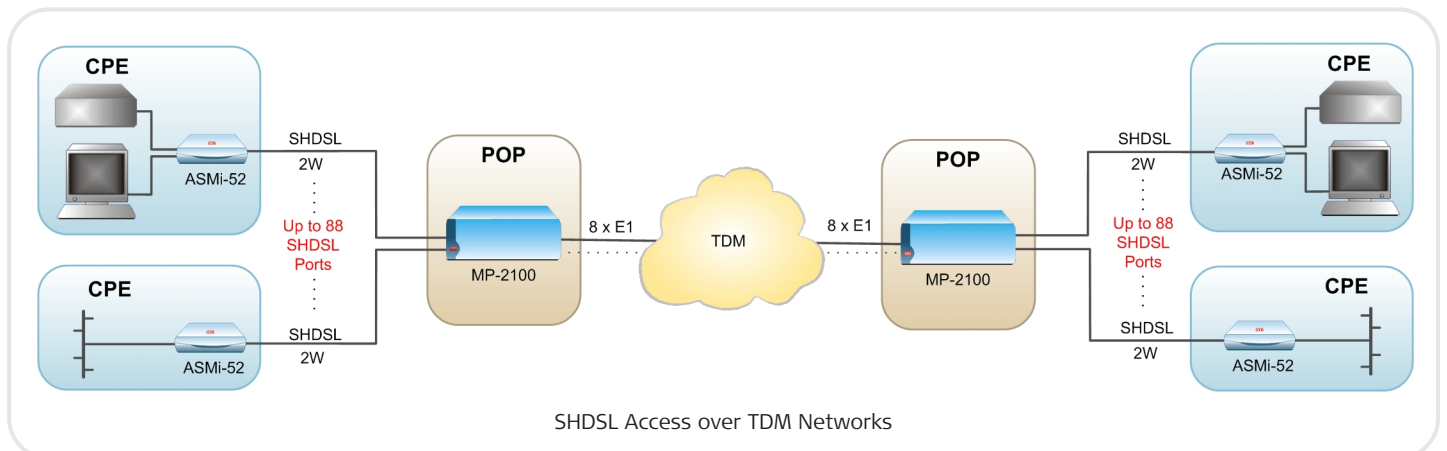 CPE
ASMi-52
SHDSL
2W
Up to 88
SHDSL
Ports
CPE
ASMi-52
SHDSL
2W
POP
MP-2100
8 x E1
TDM
8 x E1
POP
MP-2100
SHDSL
2W
Up to 88
SHDSL
Ports
SHDSL
2W
CPE
ASMi-52
CPE
ASMi-52
SHDSL Access over TDM Networks